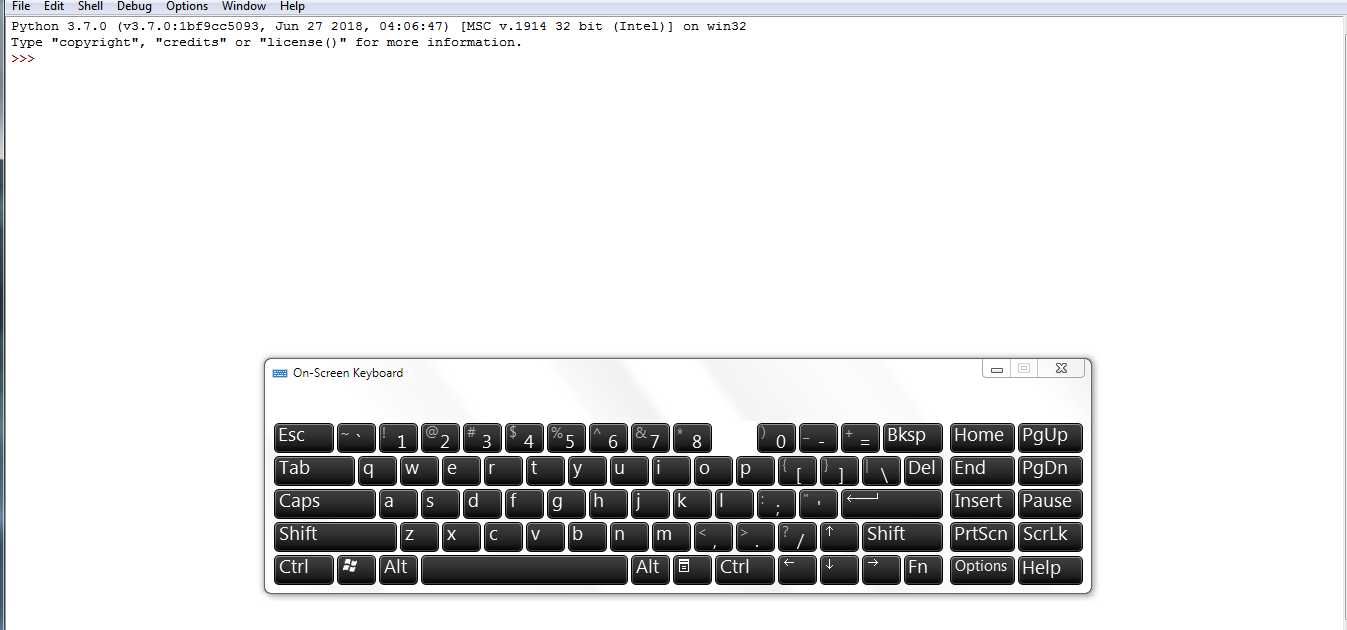 File Edit Shell Debug Options Window Help
Python 3.7.0 (v3.7.0:1bf9cc5093, Jun 27 2018, 04:06:47) [MSC v.1914 32 bit (Intel)] on win32
Type "copyright", "credits" or "license()" for more information.
>>>
On-Screen Keyboard
Esc ~ ` ! 1 @ 2 # 3 $ 4 % 5 ^ 6 & 7 * 8 ) 0 _ - + = Bksp Home PgUp
Tab q w e r t y u i o p { [ } ] | \ Del End PgDn
Caps a s d f g h j k l : ; " ' Insert Pause
Shift z x c v b n m < , > . ? / ↑ Shift PrtScn ScrLk
Ctrl Alt Alt Ctrl ← ↓ → Fn Options Help